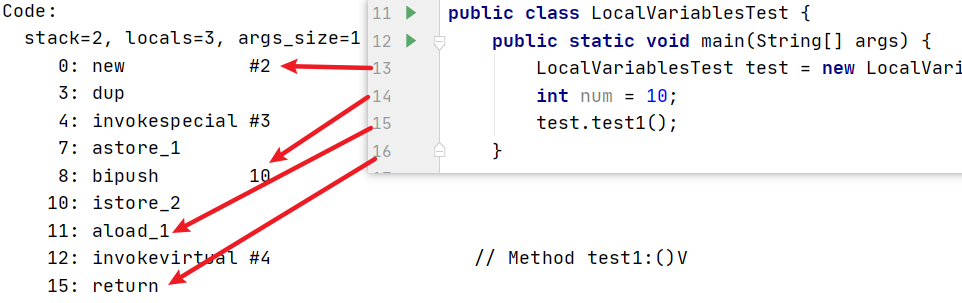 Code:
stack=2, locals=3, args_size=1
0: new #2
3: dup
4: invokespecial #3
7: astore_1
8: bipush 10
10: istore_2
11: aload_1
12: invokevirtual #4 // Method test1:()V
15: return
11 public class LocalVariablesTest {
12 public static void main(String[] args) {
13 LocalVariablesTest test = new LocalVari
14 int num = 10;
15 test.test1();
16 }